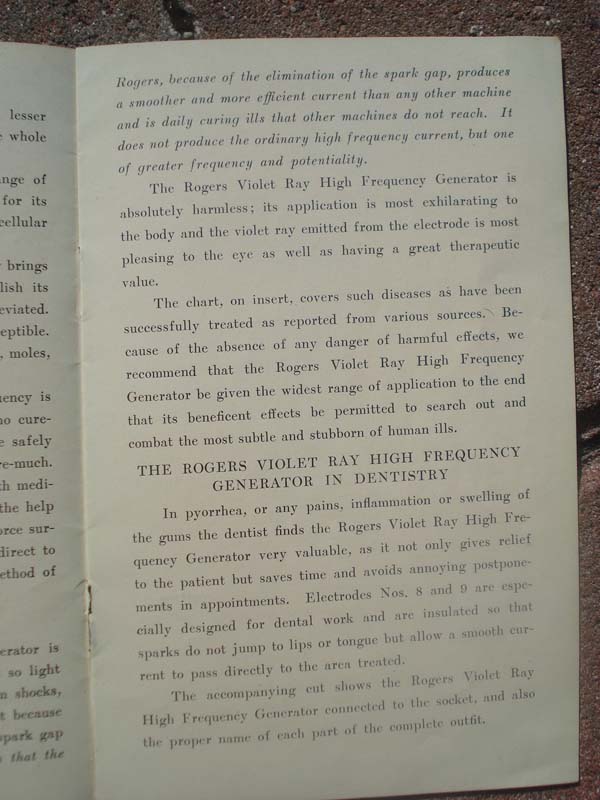 lesser
whole
nge of
for its
cellular
brings
lish its
eviated.
eptible.
, moles,
uency is
no cure-
e safely
re-much.
th medi-
the help
orce sur-
direct to
ethod of
erator is
so light
n shocks,
t because
spark gap
that the
Rogers, because of the elimination of the spark gap, produces
a smoother and more efficient current than any other machine
and is daily curing ills that other machines do not reach. It
does not produce the ordinary high frequency current, but one
of greater frequency and potentiality.
The Rogers Violet Ray High Frequency Generator is
absolutely harmless; its application is most exhilarating to
the body and the violet ray emitted from the electrode is most
pleasing to the eye as well as having a great therapeutic
value.
The chart, on insert, covers such diseases as have been
successfully treated as reported from various sources. Be-
cause of the absence of any danger of harmful effects, we
recommend that the Rogers Violet Ray High Frequency
Generator be given the widest range of application to the end
that its beneficent effects be permitted to search out and
combat the most subtle and stubborn of human ills.
THE ROGERS VIOLET RAY HIGH FREQUENCY
GENERATOR IN DENTISTRY
In pyorrhea, or any pains, inflammation or swelling of
the gums the dentist finds the Rogers Violet Ray High Fre-
quency Generator very valuable, as it not only gives relief
to the patient but saves time and avoids annoying postpone-
ments in appointments. Electrodes Nos. 8 and 9 are espe-
cially designed for dental work and are insulated so that
sparks do not jump to lips or tongue but allow a smooth cur-
rent to pass directly to the area treated.
The accompanying cut shows the Rogers Violet Ray
High Frequency Generator connected to the socket, and also
the proper name of each part of the complete outfit.